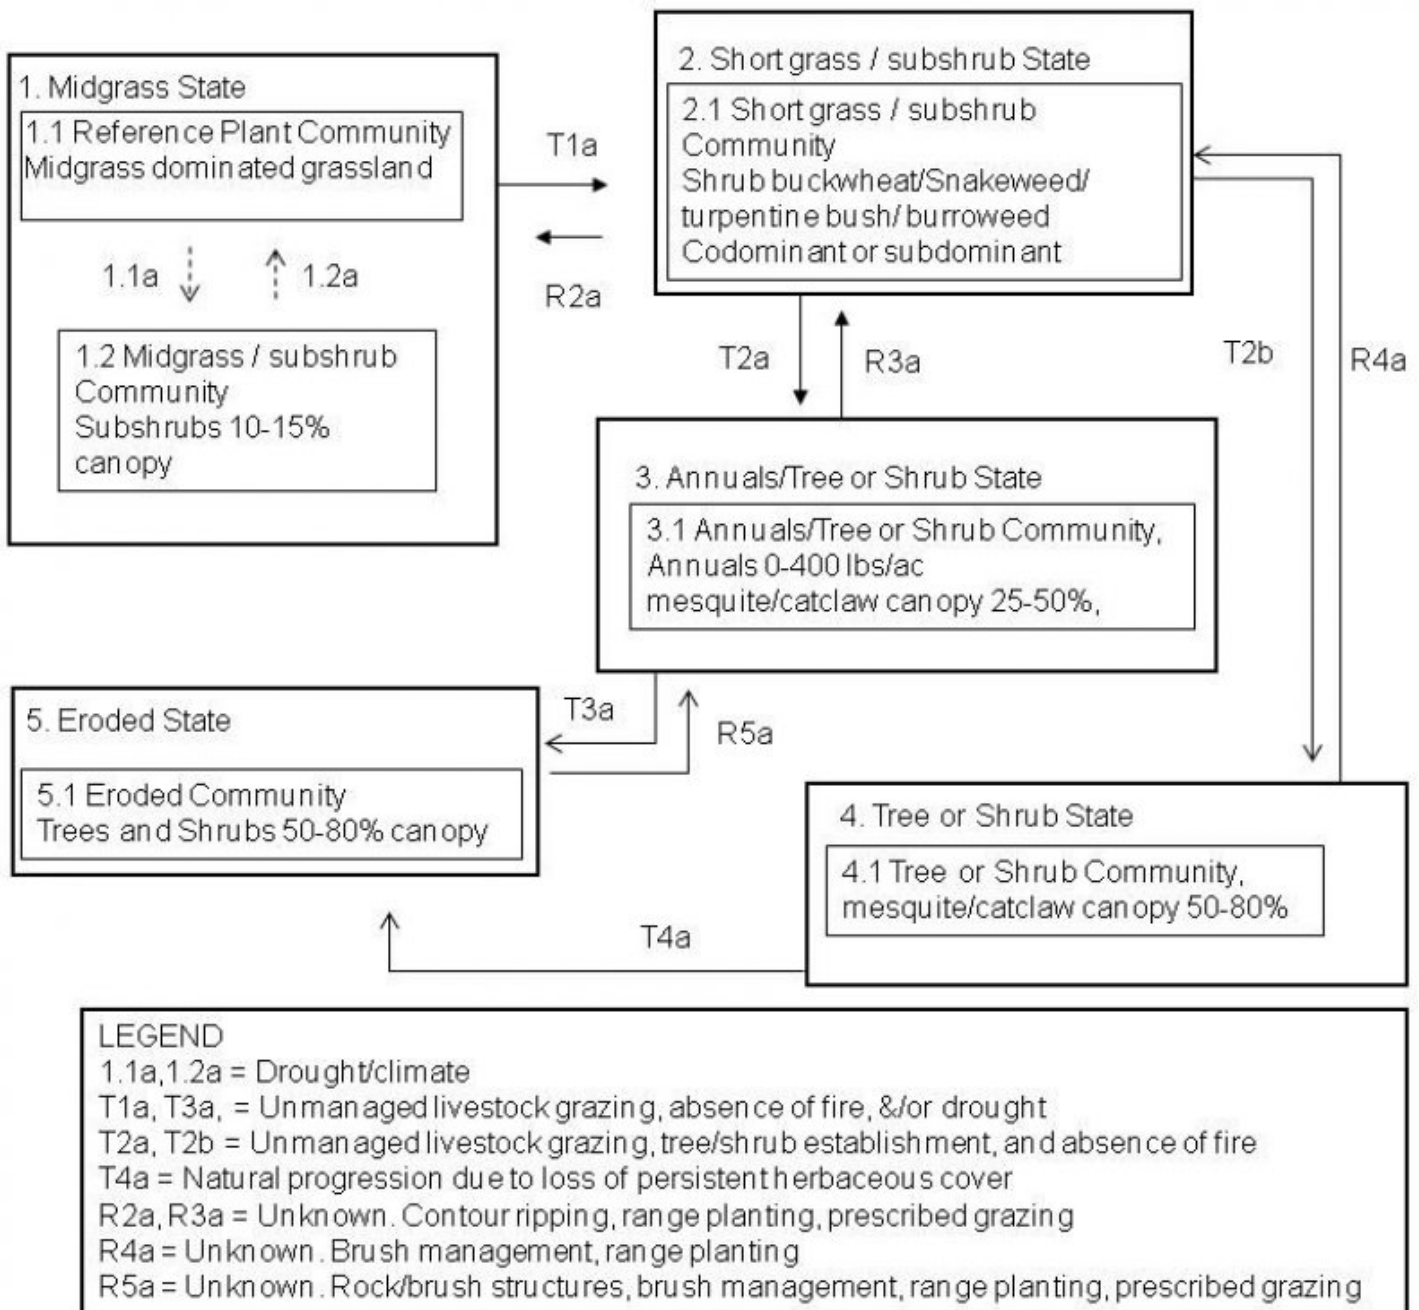 1. Midgrass State
1.1 Reference Plant Community
Midgrass dominated grassland
1.1a
1.2a
1.2 Midgrass / subshrub
Community
Subshrubs 10-15%
canopy
T1a
R2a
2. Short grass / subshrub State
2.1 Short grass / subshrub
Community
Shrub buckwheat/Snakeweed/
turpentine bush/ burroweed
Codominant or subdominant
T2a
R3a
T2b
R4a
3. Annuals/Tree or Shrub State
3.1 Annuals/Tree or Shrub Community,
Annuals 0-400 lbs/ac
mesquite/catclaw canopy 25-50%,
T3a
R5a
5. Eroded State
5.1 Eroded Community
Trees and Shrubs 50-80% canopy
4. Tree or Shrub State
4.1 Tree or Shrub Community,
mesquite/catclaw canopy 50-80%
T4a
LEGEND
1.1a,1.2a = Drought/climate
T1a, T3a, = Unmanaged livestock grazing, absence of fire, &/or drought
T2a, T2b = Unmanaged livestock grazing, tree/shrub establishment, and absence of fire
T4a = Natural progression due to loss of persistent herbaceous cover
R2a, R3a = Unknown. Contour ripping, range planting, prescribed grazing
R4a = Unknown. Brush management, range planting
R5a = Unknown. Rock/brush structures, brush management, range planting, prescribed grazing